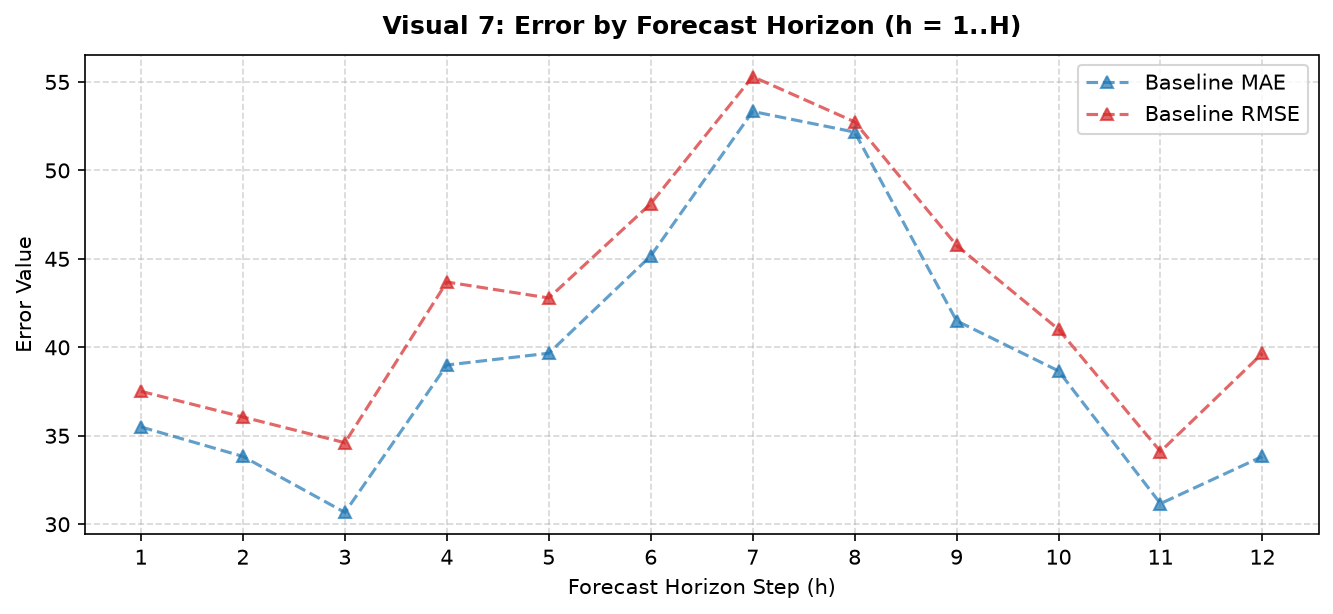 Visual 7: Error by Forecast Horizon (h = 1..H)
Baseline MAE
Baseline RMSE
55
50
45
40
35
30
Error Value
1 2 3 4 5 6 7 8 9 10 11 12
Forecast Horizon Step (h)